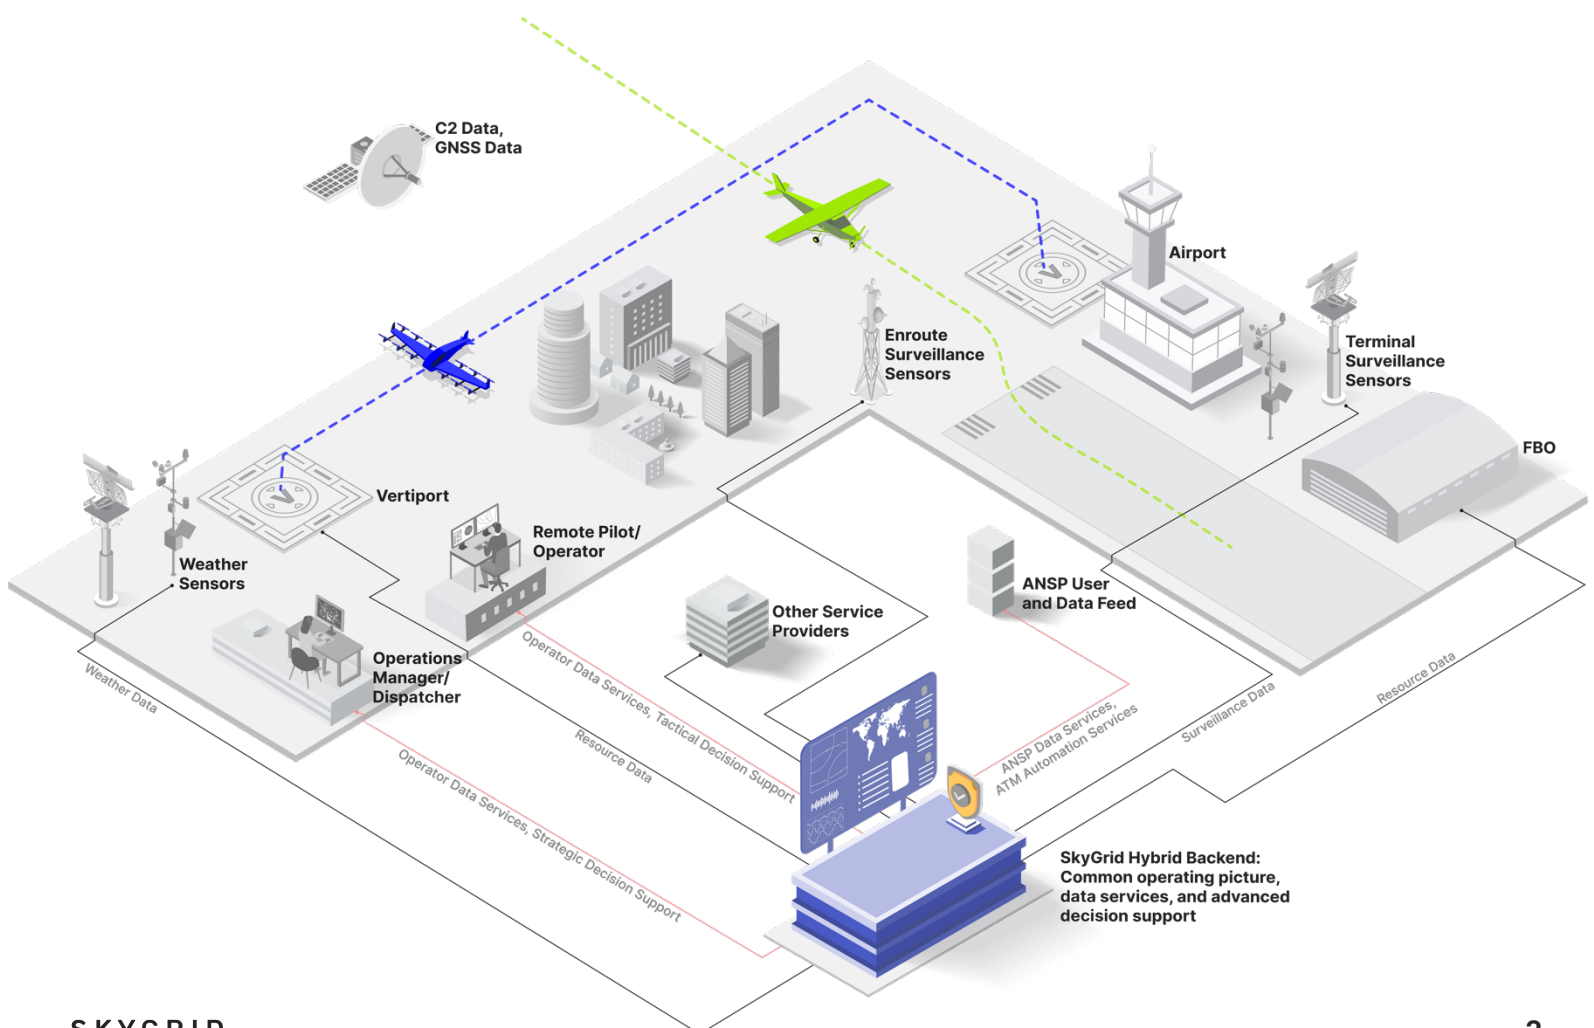 C2 Data,
GNSS Data
Airport
Enroute
Surveillance
Sensors
Terminal
Surveillance
Sensors
FBO
Vertiport
Remote Pilot/
Operator
Weather
Sensors
ANSP User
and Data Feed
Other Service
Providers
Operations
Manager/
Dispatcher
Weather Data
Operator Data Services, Tactical Decision Support
Resource Data
Operator Data Services, Strategic Decision Support
ANSP Data Services,
ATM Automation Services
Surveillance Data
Resource Data
SkyGrid Hybrid Backend:
Common operating picture,
data services, and advanced
decision support
SKYGRID